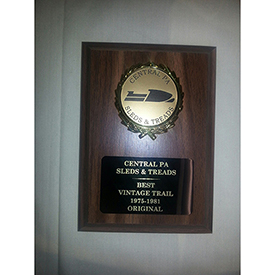 CENTRAL PA
SLEDS & TREADS
CENTRAL PA
SLEDS & TREADS
BEST
VINTAGE TRAIL
1975-1981
ORIGINAL